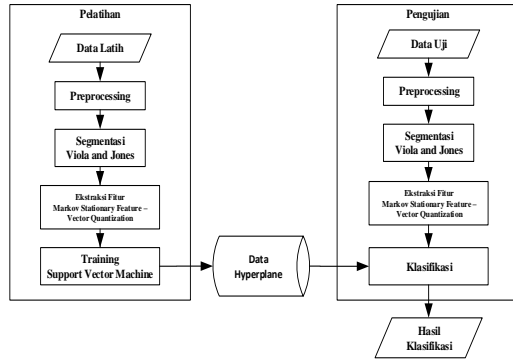 Pelatihan
Data Latih
Preprocessing
Segmentasi
Viola and Jones
Ekstraksi Fitur
Markov Stationary Feature –
Vector Quantization
Training
Support Vector Machine
Data
Hyperplane
Pengujian
Data Uji
Preprocessing
Segmentasi
Viola and Jones
Ekstraksi Fitur
Markov Stationary Feature –
Vector Quantization
Klasifikasi
Hasil
Klasifikasi